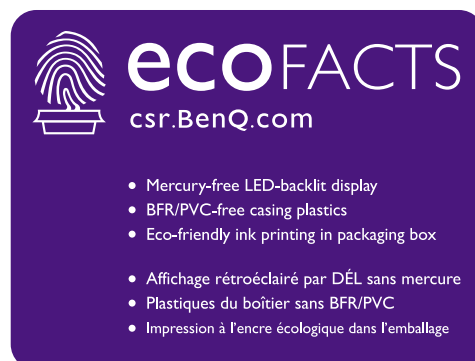 ecoFACTS
csr.BenQ.com
• Mercury-free LED-backlit display
• BFR/PVC-free casing plastics
• Eco-friendly ink printing in packaging box
• Affichage rétroéclairé par DÉL sans mercure
• Plastiques du boîtier sans BFR/PVC
• Impression à l'encre écologique dans l'emballage